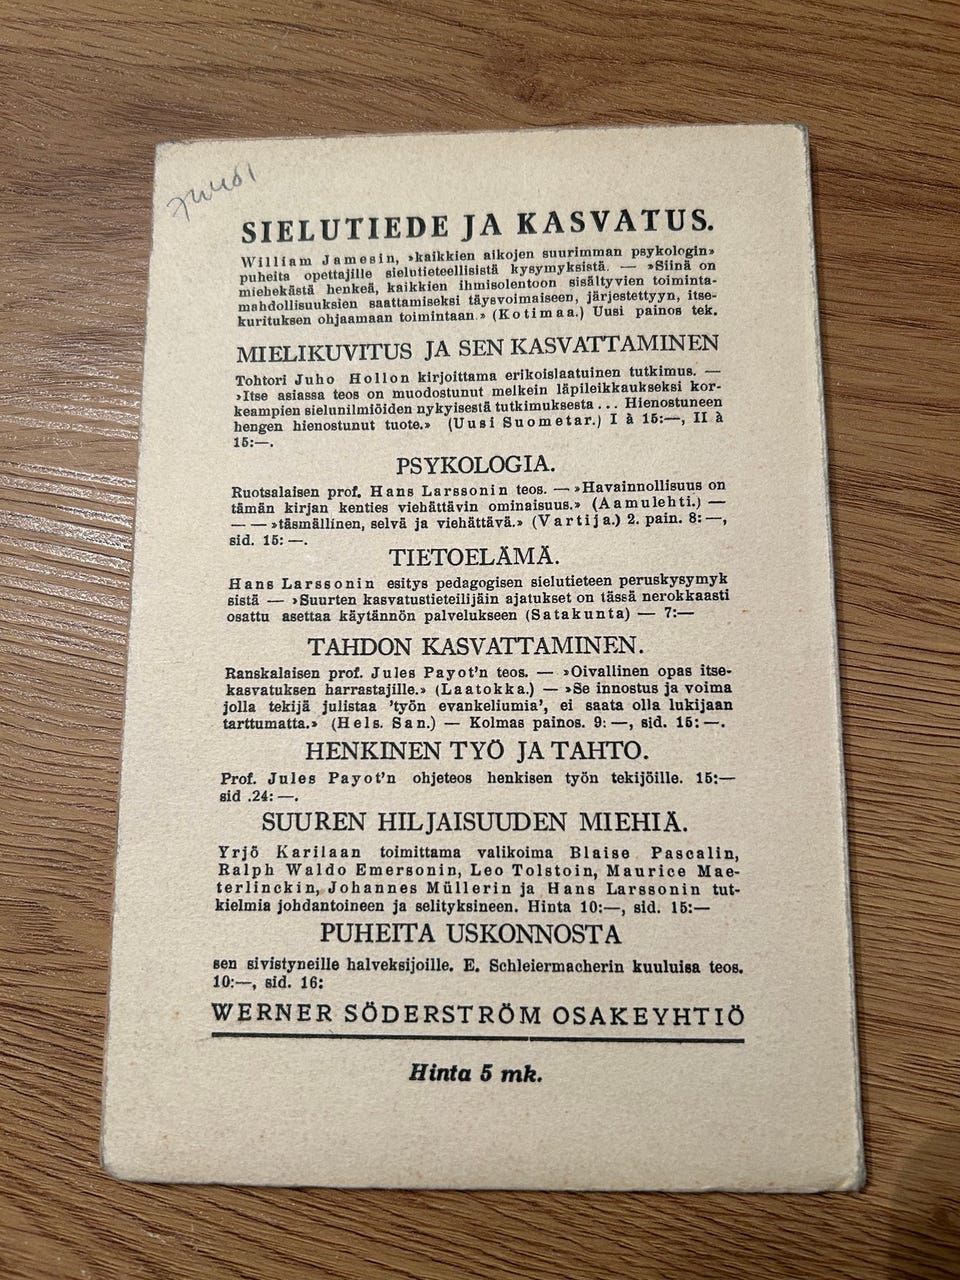 SIELUTIEDE JA KASVATUS.
William Jamesin, »kaikkien aikojen suurimman psykologin»
puheita opettajille sielutieteellisistä kysymyksistä. — »Siinä on
miehekästä henkeä, kaikkien ihmisolentoon sisältyvien toiminta-
mahdollisuuksien saattamiseksi täysvoimaiseen, järjestettyyn, itse-
kurituksen ohjaamaan toimintaan.» (Kotimaa.) Uusi painos tek.
MIELIKUVITUS JA SEN KASVATTAMINEN
Tohtori Juho Hollon kirjoittama erikoislaatuinen tutkimus. —
»Itse asiassa teos on muodostunut melkein läpileikkaukseksi kor-
keampien sielunilmiöiden nykyisestä tutkimuksesta ... Hienostuneen
hengen hienostunut tuote.» (Uusi Suometar.) I à 15:—, II à
15:—.
PSYKOLOGIA.
Ruotsalaisen prof. Hans Larssonin teos. — »Havainnollisuus on
tämän kirjan kenties viehättävin ominaisuus.» (Aamulehti.) —
— — »täsmällinen, selvä ja viehättävä.» (Vartija.) 2. pain. 8:—,
sid. 15:—.
TIETOELÄMÄ.
Hans Larssonin esitys pedagogisen sielutieteen peruskysymyk
sistä — »Suurten kasvatustieteilijäin ajatukset on tässä nerokkaasti
osattu asettaa käytännön palvelukseen (Satakunta) — 7:—
TAHDON KASVATTAMINEN.
Ranskalaisen prof. Jules Payot'n teos. — »Oivallinen opas itse-
kasvatuksen harrastajille.» (Laatokka.) — »Se innostus ja voima
jolla tekijä julistaa 'työn evankeliumia', ei saata olla lukijaan
tarttumatta.» (Hels. San.) — Kolmas painos. 9:—, sid. 15:—.
HENKINEN TYÖ JA TAHTO.
Prof. Jules Payot'n ohjeteos henkisen työn tekijöille. 15:—
sid .24:—.
SUUREN HILJAISUUDEN MIEHIÄ.
Yrjö Karilaan toimittama valikoima Blaise Pascalin,
Ralph Waldo Emersonin, Leo Tolstoin, Maurice Mae-
terlinckin, Johannes Müllerin ja Hans Larssonin tut-
kielmia johdantoineen ja selityksineen. Hinta 10:—, sid. 15:—
PUHEITA USKONNOSTA
sen sivistyneille halveksijoille. E. Schleiermacherin kuuluisa teos.
10:—, sid. 16:
WERNER SÖDERSTRÖM OSAKEYHTIÖ
Hinta 5 mk.